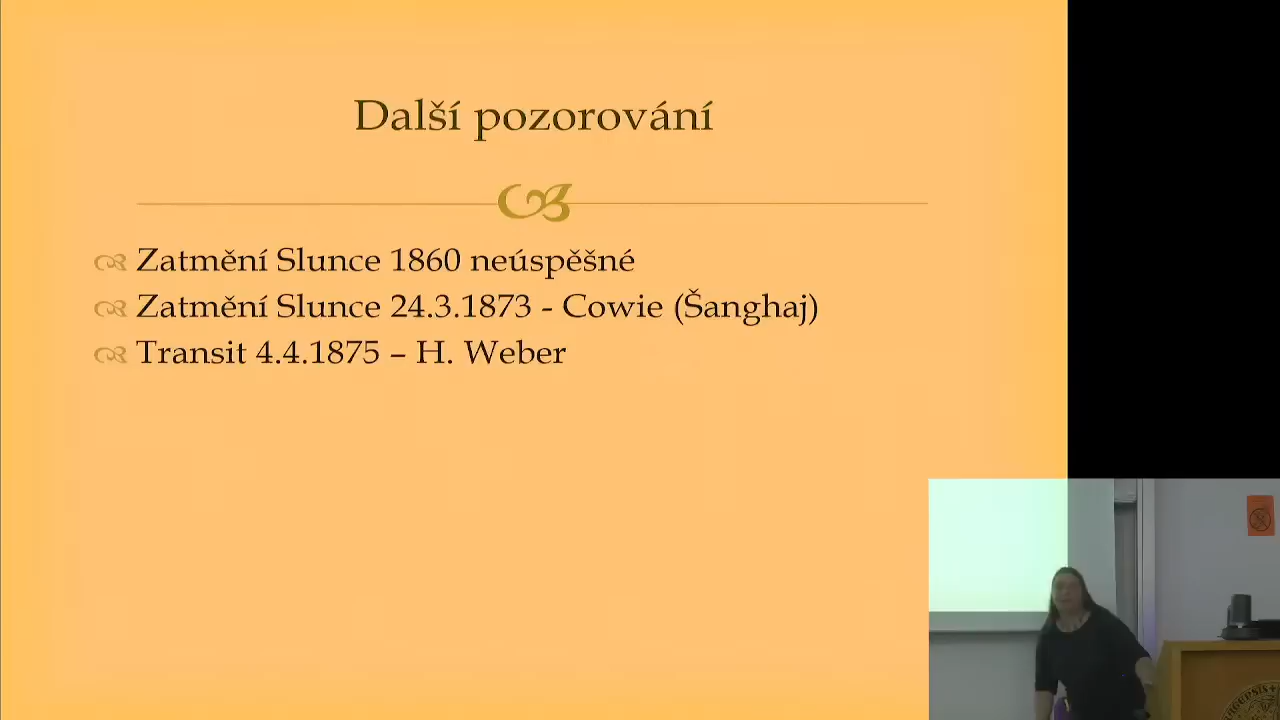 Další pozorování
Zatmění Slunce 1860 neúspěšné
Zatmění Slunce 24.3.1873 - Cowie (Šanghaj)
Transit 4.4.1875 – H. Weber